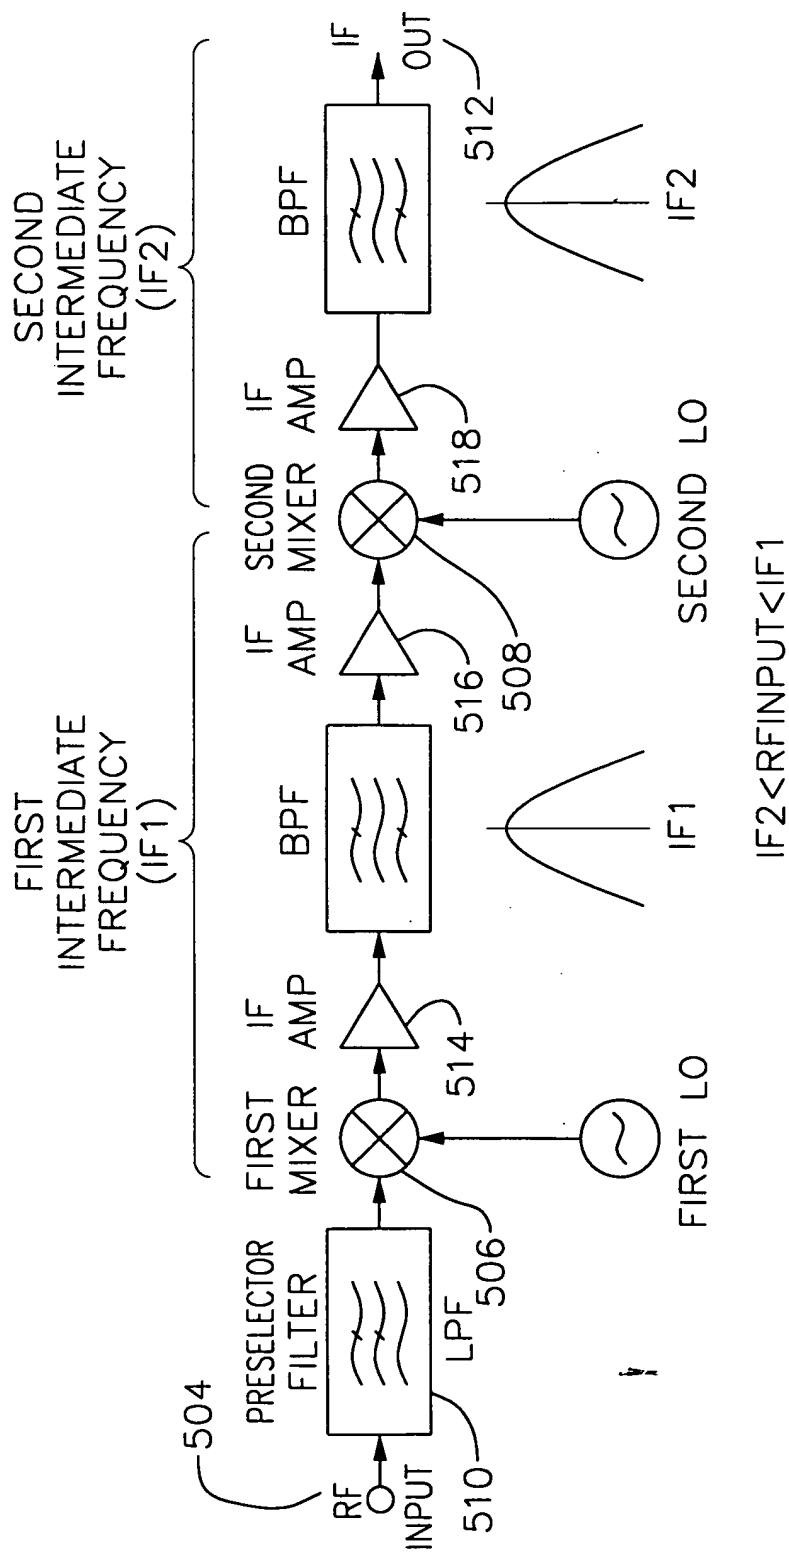 FIRST
INTERMEDIATE
FREQUENCY
(IF1)
SECOND
INTERMEDIATE
FREQUENCY
(IF2)
504
RF
INPUT
PRESELECTOR
FILTER
LPF
510
FIRST
MIXER
506
FIRST LO
IF
AMP
514
BPF
IF1
IF
AMP
516
SECOND
MIXER
508
SECOND LO
IF
AMP
518
BPF
IF2
IF
OUT
512
IF2<RFINPUT<IF1